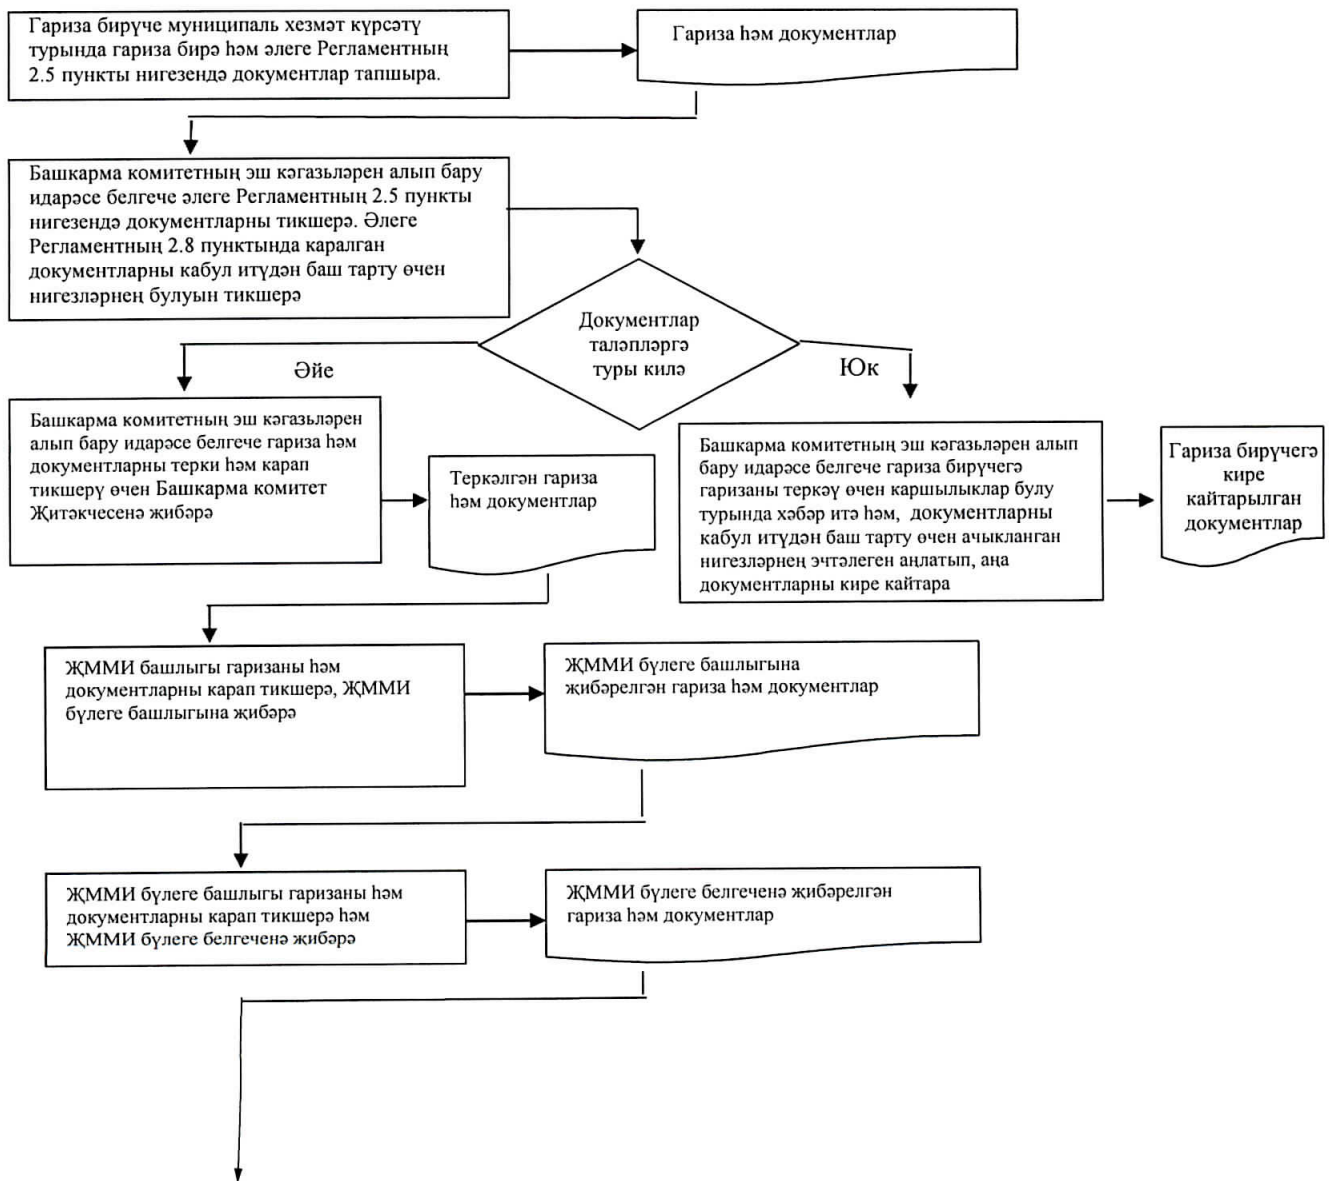 Гариза бирүче муниципаль хезмәт күрсәтү
турында гариза бирә һәм әлеге Регламентның
2.5 пункты нигезендә документлар тапшыра.
Гариза һәм документлар
Башкарма комитетның эш кәгазьләрен алып бару
идарәсе белгече әлеге Регламентның 2.5 пункты
нигезендә документларны тикшерә. Әлеге
Регламентның 2.8 пунктында каралган
документларны кабул итүдән баш тарту өчен
нигезләрнең булуын тикшерә
Документлар
таләпләргә
туры килә
Әйе
Юк
Башкарма комитетның эш кәгазьләрен
алып бару идарәсе белгече гариза һәм
документларны терки һәм карап
тикшерү өчен Башкарма комитет
Җитәкчесенә җибәрә
Теркәлгән гариза
һәм документлар
Башкарма комитетның эш кәгазьләрен алып
бару идарәсе белгече гариза бирүчегә
гаризаны теркәү өчен каршылыклар булу
турында хәбәр итә һәм, документларны
кабул итүдән баш тарту өчен ачыкланган
нигезләрнең эчтәлеген аңлатып, аңа
документларны кире кайтара
Гариза бирүчегә
кире
кайтарылган
документлар
ҖММИ башлыгы гаризаны һәм
документларны карап тикшерә, ҖММИ
бүлеге башлыгына җибәрә
ҖММИ бүлеге башлыгына
җибәрелгән гариза һәм документлар
ҖММИ бүлеге башлыгы гаризаны һәм
документларны карап тикшерә һәм
ҖММИ бүлеге белгеченә җибәрә
ҖММИ бүлеге белгеченә җибәрелгән
гариза һәм документлар